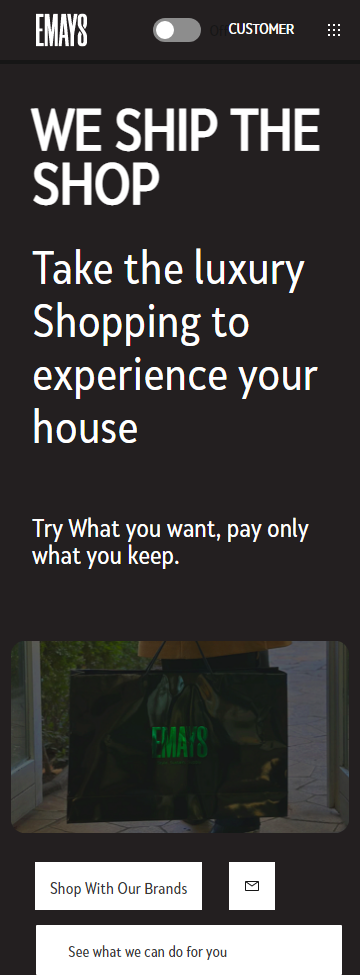 EMAYS
CUSTOMER
WE SHIP THE
SHOP
Take the luxury
Shopping to
experience your
house
Try What you want, pay only
what you keep.
EMAYS
Shop With Our Brands
See what we can do for you